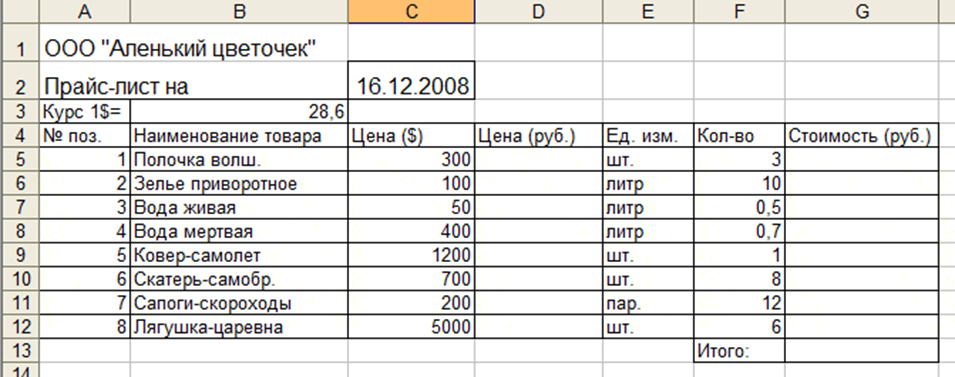 A B C D E F G
1 ООО "Аленький цветочек"
2 Прайс-лист на 16.12.2008
3 Курс 1$= 28,6
4 № поз. Наименование товара Цена ($) Цена (руб.) Ед. изм. Кол-во Стоимость (руб.)
5 1 Полочка волш. 300 шт. 3
6 2 Зелье приворотное 100 литр 10
7 3 Вода живая 50 литр 0,5
8 4 Вода мертвая 400 литр 0,7
9 5 Ковер-самолет 1200 шт. 1
10 6 Скатерь-самобр. 700 шт. 8
11 7 Сапоги-скороходы 200 пар. 12
12 8 Лягушка-царевна 5000 шт. 6
13 Итого:
14